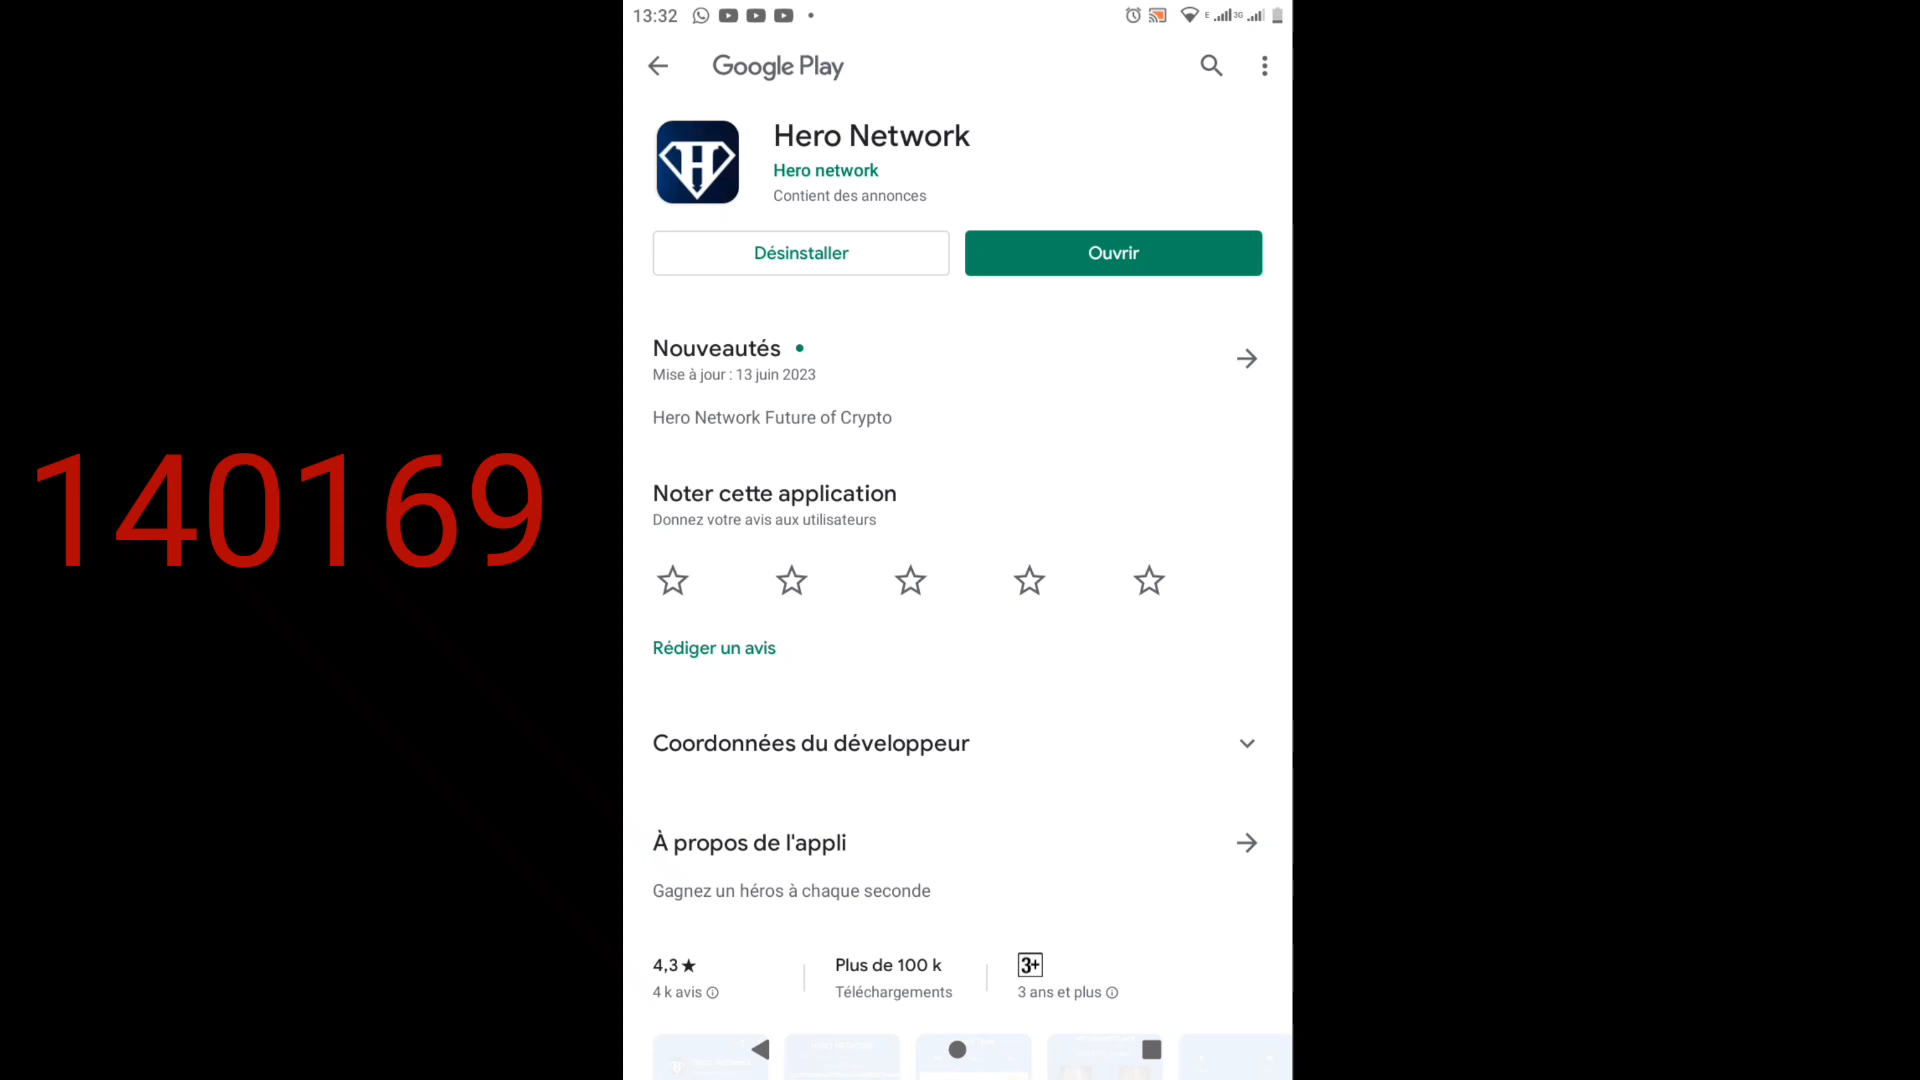 13:32
E
3G
Google Play
Hero Network
Hero network
Contient des annonces
Désinstaller
Ouvrir
Nouveautés
Mise à jour : 13 juin 2023
Hero Network Future of Crypto
140169
Noter cette application
Donnez votre avis aux utilisateurs
Rédiger un avis
Coordonnées du développeur
À propos de l'appli
Gagnez un héros à chaque seconde
4,3★
4 k avis
Plus de 100 k
Téléchargements
3+
3 ans et plus